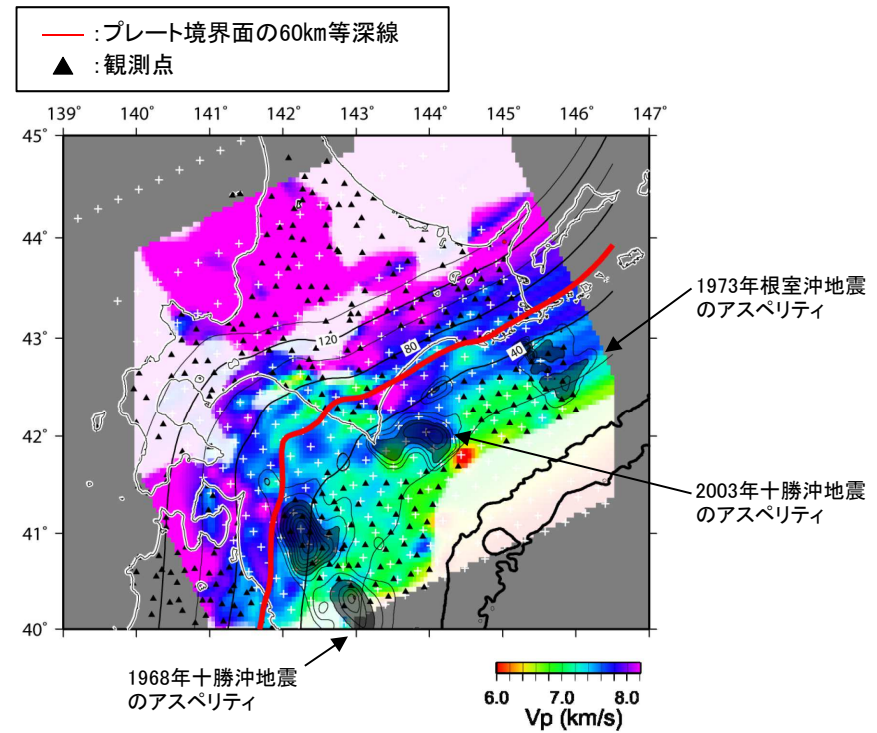 ━━ :プレート境界面の60km等深線
▲ :観測点
139° 140° 141° 142° 143° 144° 145° 146° 147°
45°
44°
43°
42°
41°
40°
120
80
40
1973年根室沖地震
のアスペリティ
2003年十勝沖地震
のアスペリティ
1968年十勝沖地震
のアスペリティ
6.0 7.0 8.0
Vp (km/s)